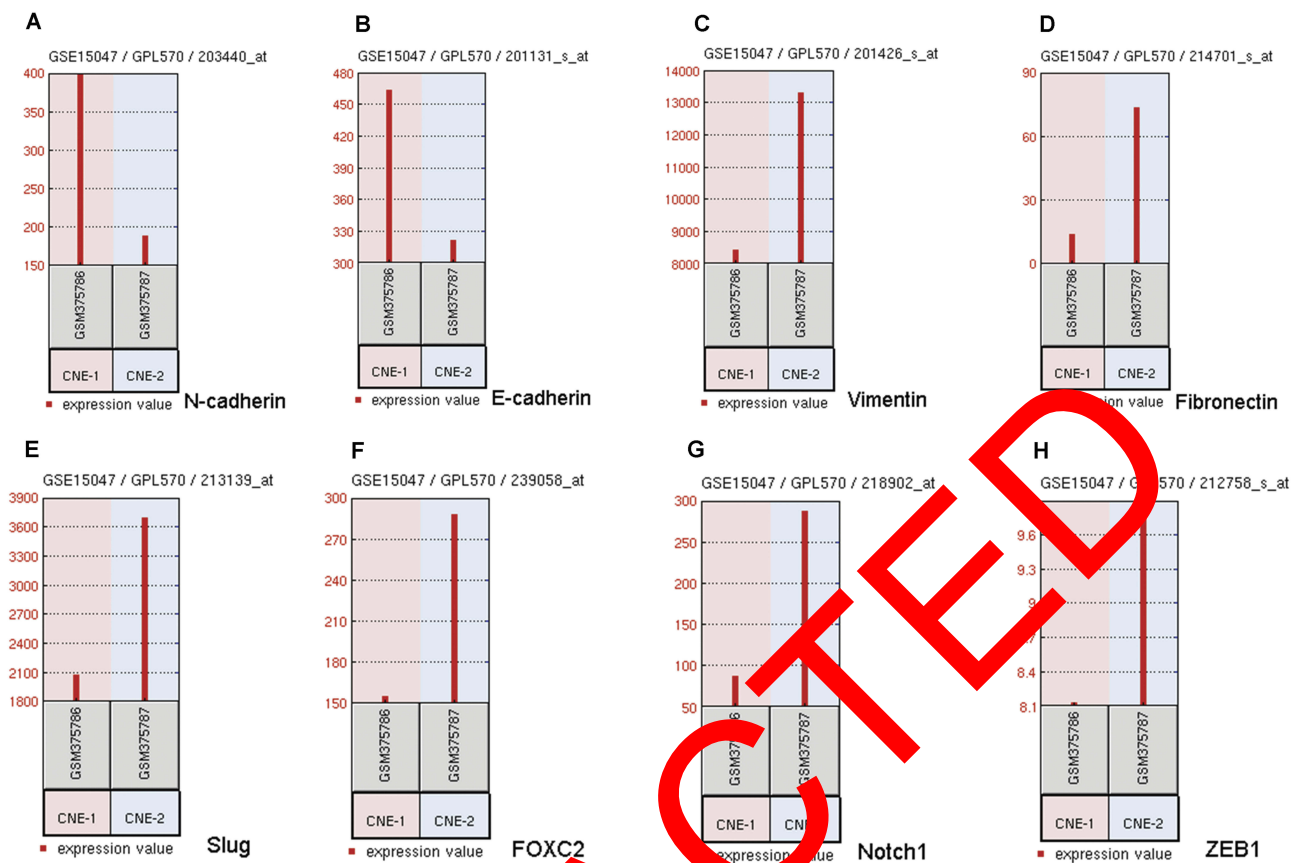 A
GSE15047 / GPL570 / 203440_at
400
350
300
250
200
150
GSM375786
GSM375787
CNE-1
CNE-2
expression value
N-cadherin
B
GSE15047 / GPL570 / 201131_s_at
480
450
420
390
360
330
300
GSM375786
GSM375787
CNE-1
CNE-2
expression value
E-cadherin
C
GSE15047 / GPL570 / 201426_s_at
14000
13000
12000
11000
10000
9000
8000
GSM375786
GSM375787
CNE-1
CNE-2
expression value
Vimentin
D
GSE15047 / GPL570 / 214701_s_at
90
60
30
0
GSM375786
GSM375787
CNE-1
CNE-2
value
Fibronectin
E
GSE15047 / GPL570 / 213139_at
3900
3600
3300
3000
2700
2400
2100
1800
GSM375786
GSM375787
CNE-1
CNE-2
expression value
Slug
F
GSE15047 / GPL570 / 239058_at
300
270
240
210
180
150
GSM375786
GSM375787
CNE-1
CNE-2
expression value
FOXC2
G
GSE15047 / GPL570 / 218902_at
300
250
200
150
100
50
GSM375787
CNE-1
expression value
Notch1
H
GSE15047 / / 212758_s_at
9.6
9.3
9
8.4
8.1
GSM375786
GSM375787
CNE-1
CNE-2
expression value
ZEB1
CTED